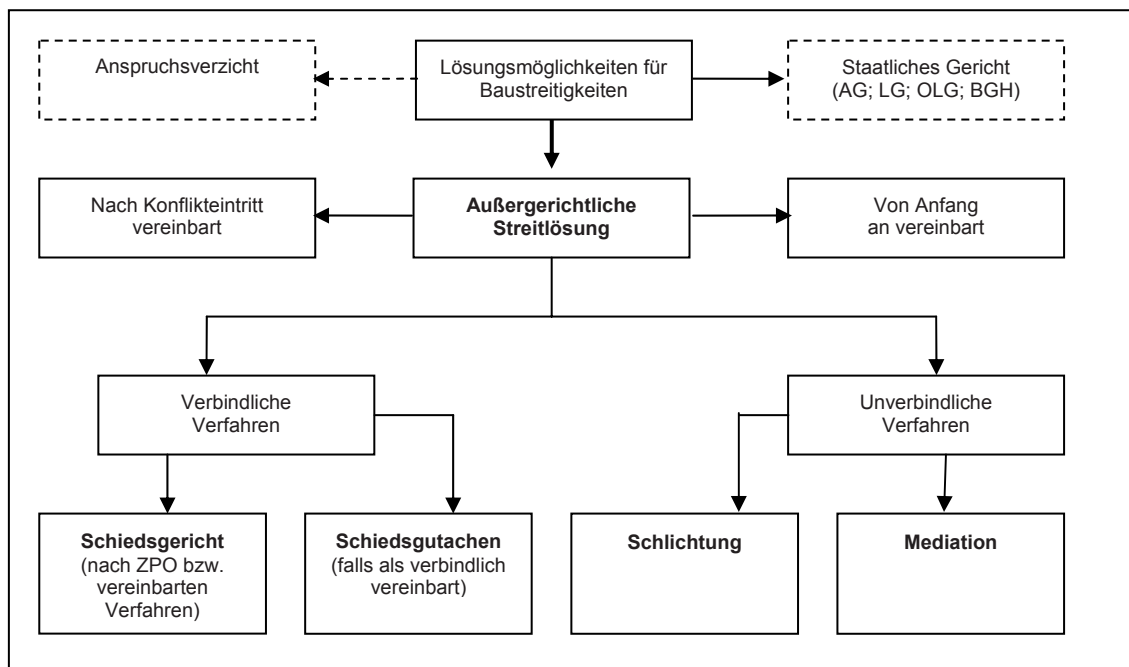 Anspruchsverzicht
Lösungsmöglichkeiten für
Baustreitigkeiten
Staatliches Gericht
(AG; LG; OLG; BGH)
Nach Konflikteintritt
vereinbart
Außergerichtliche
Streitlösung
Von Anfang
an vereinbart
Verbindliche
Verfahren
Unverbindliche
Verfahren
Schiedsgericht
(nach ZPO bzw.
vereinbarten
Verfahren)
Schiedsgutachen
(falls als verbindlich
vereinbart)
Schlichtung
Mediation